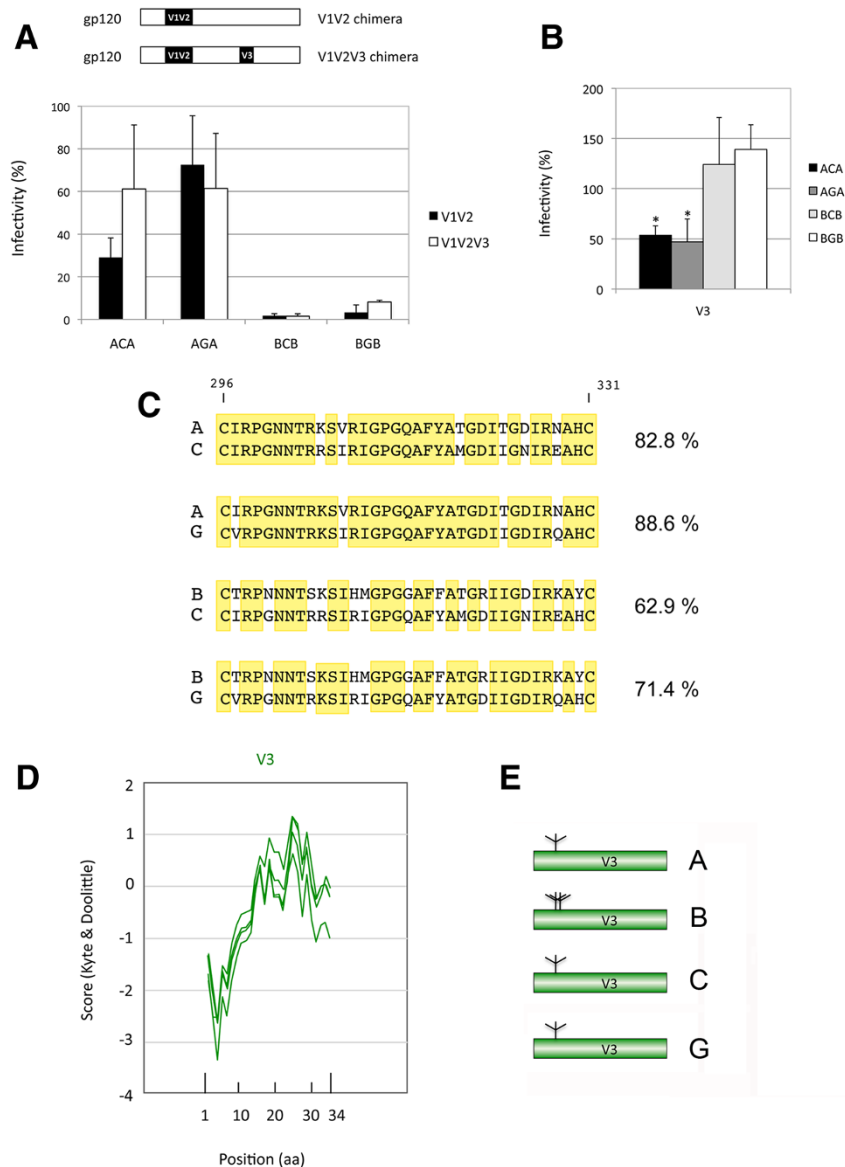 A
gp120 V1V2 V1V2 chimera
gp120 V1V2 V3 V1V2V3 chimera
Infectivity (%)
100
80
60
40
20
0
ACA AGA BCB BGB
V1V2
V1V2V3
B
Infectivity (%)
200
150
100
50
0
* *
V3
ACA
AGA
BCB
BGB
C
296 331
A CIRPGNNTRKSVRIGPGQAFYATGDITGDIRNAHC
C CIRPGNNTRRSIRIGPGQAFYAMGDIIGNIREAHC
82.8 %
A CIRPGNNTRKSVRIGPGQAFYATGDITGDIRNAHC
G CVRPGNNTRKSIRIGPGQAFYATGDIIGDIRQAHC
88.6 %
B CTRPNNNTSKSIHMGPGGAFFATGRIIGDIRKAYC
C CIRPGNNTRRSIRIGPGQAFYAMGDIIGNIREAHC
62.9 %
B CTRPNNNTSKSIHMGPGGAFFATGRIIGDIRKAYC
G CVRPGNNTRKSIRIGPGQAFYATGDIIGDIRQAHC
71.4 %
D
V3
Score (Kyte & Doolittle)
2
1
0
-1
-2
-3
-4
1 10 20 30 34
Position (aa)
E
V3 A
V3 B
V3 C
V3 G